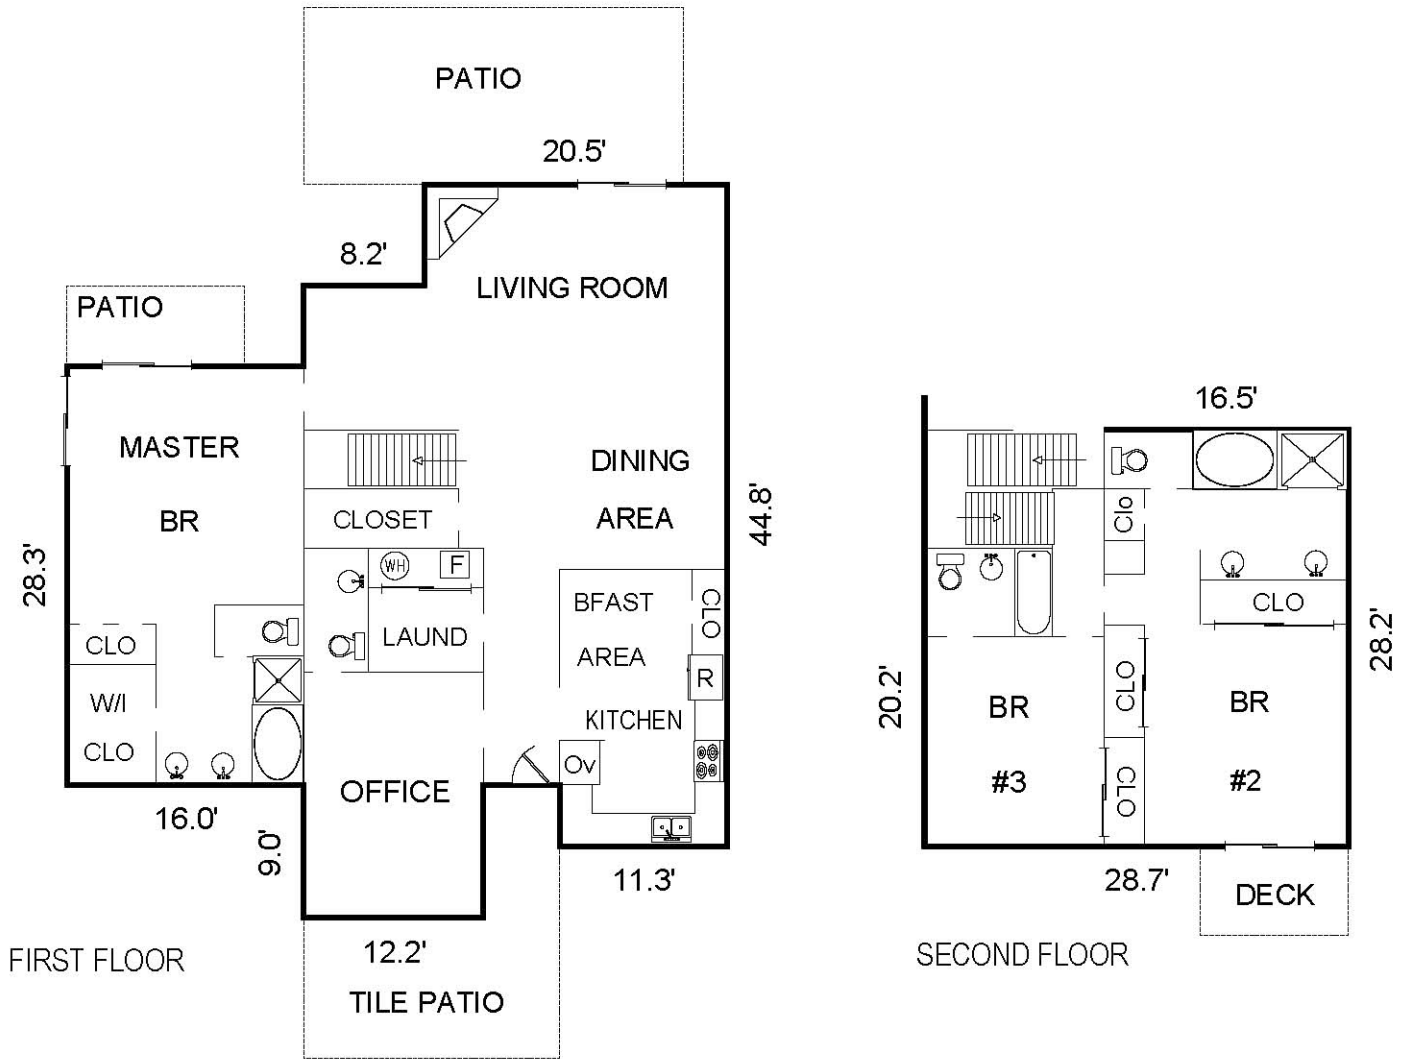 PATIO
20.5'
8.2'
LIVING ROOM
PATIO
MASTER
BR
DINING
AREA
44.8'
CLOSET
28.3'
WH
F
BFAST
AREA
CLO
LAUND
CLO
W/I
CLO
R
KITCHEN
Ov
OFFICE
16.0'
9.0'
11.3'
12.2'
FIRST FLOOR
TILE PATIO
16.5'
Clo
CLO
28.2'
20.2'
CLO
BR
#3
BR
#2
CLO
28.7'
DECK
SECOND FLOOR